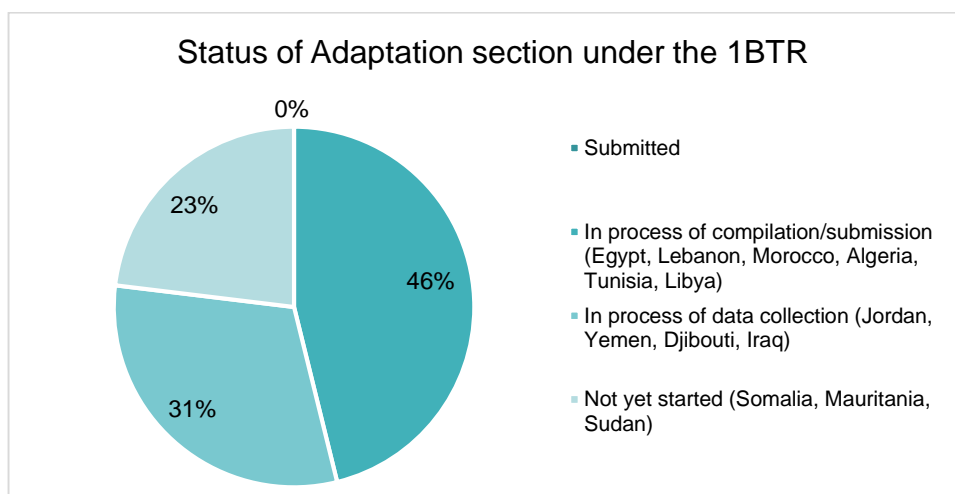 Status of Adaptation section under the 1BTR
0%
23%
46%
31%
Submitted
In process of compilation/submission
(Egypt, Lebanon, Morocco, Algeria,
Tunisia, Libya)
In process of data collection (Jordan,
Yemen, Djibouti, Iraq)
Not yet started (Somalia, Mauritania,
Sudan)